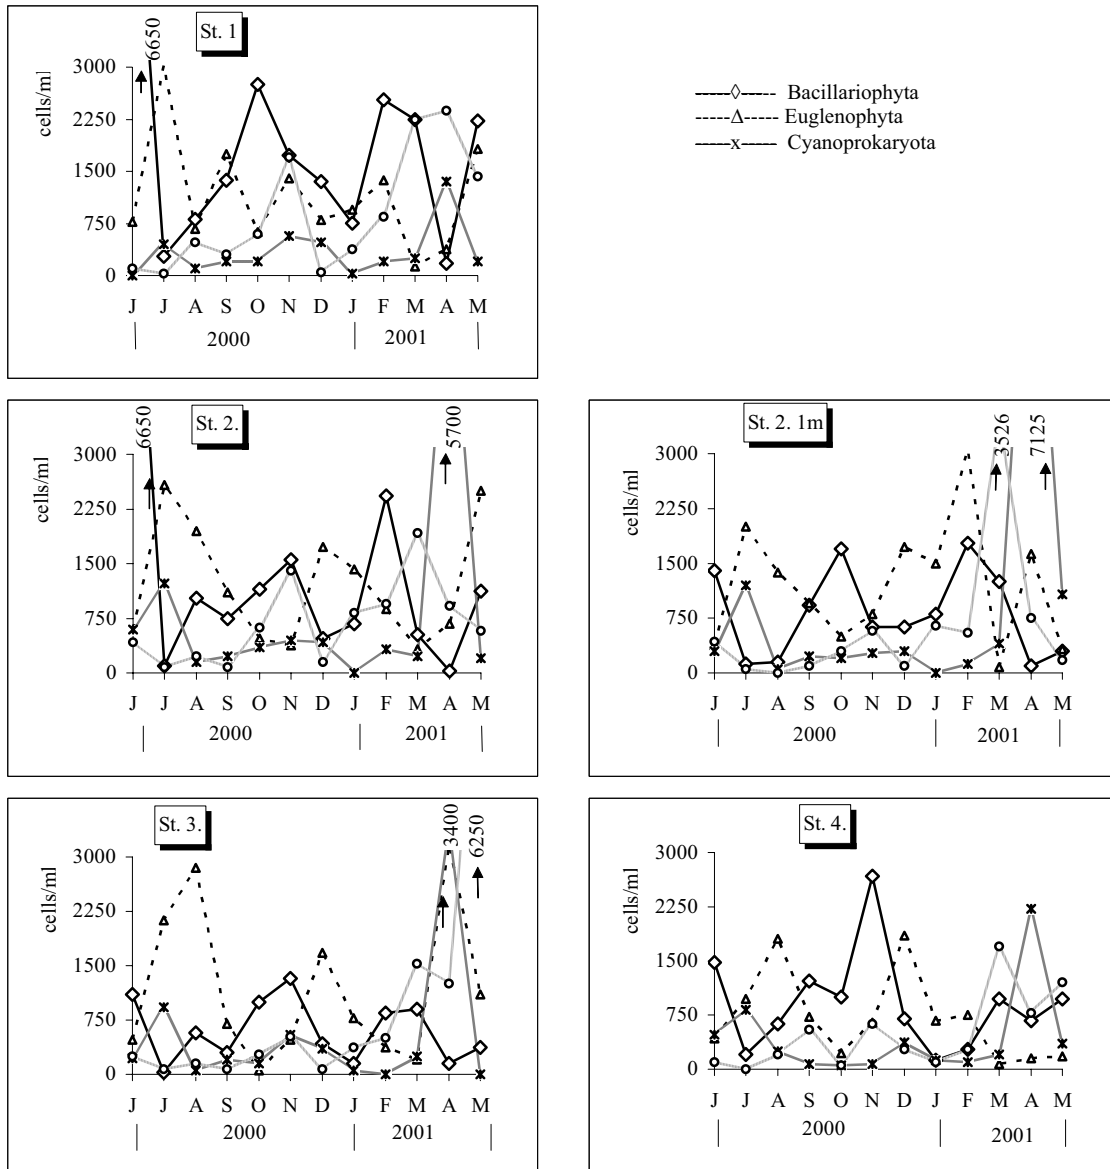 St. 1
6650
cells/ml
3000
2250
1500
750
0
J J A S O N D J F M A M
2000 2001
-----◊----- Bacillariophyta
-----Δ----- Euglenophyta
-----x----- Cyanoprokaryota
St. 2.
6650
5700
cells/ml
3000
2250
1500
750
0
J J A S O N D J F M A M
2000 2001
St. 2. 1m
3526
7125
cells/ml
3000
2250
1500
750
0
J J A S O N D J F M A M
2000 2001
St. 3.
3400
6250
cells/ml
3000
2250
1500
750
0
J J A S O N D J F M A M
2000 2001
St. 4.
cells/ml
3000
2250
1500
750
0
J J A S O N D J F M A M
2000 2001